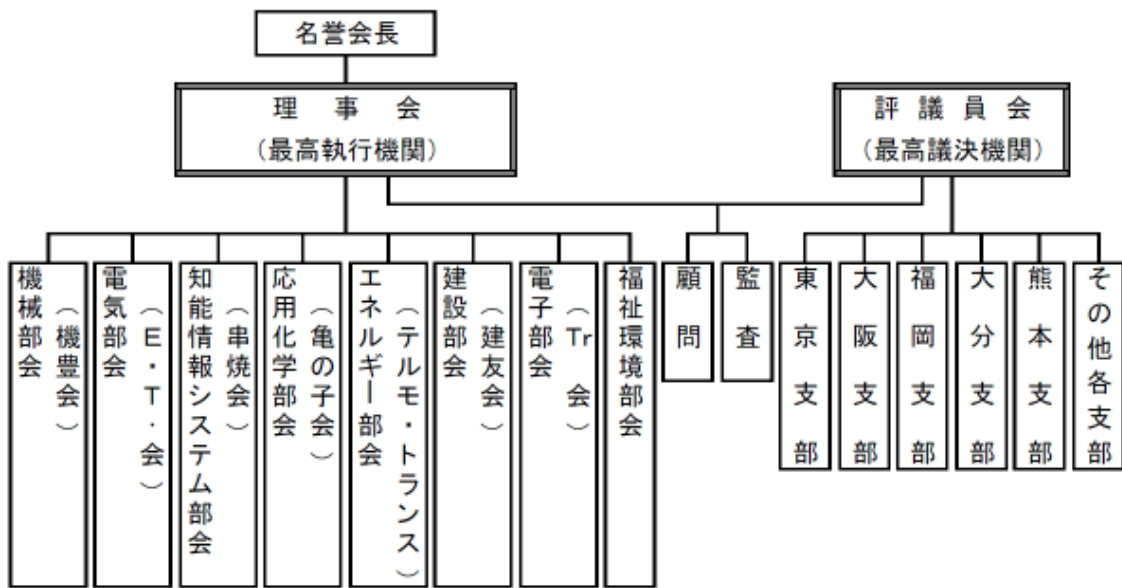 名誉会長
理事会
（最高執行機関）
評議員会
（最高議決機関）
機械部会
（機豊会）
電気部会
（E・T・会）
知能情報システム部会
（串焼会）
応用化学部会
（亀の子会）
エネルギー部会
（テルモ・トランス）
建設部会
（建友会）
電子部会
（Tr会）
福祉環境部会
顧問
監査
東京支部
大阪支部
福岡支部
大分支部
熊本支部
その他各支部